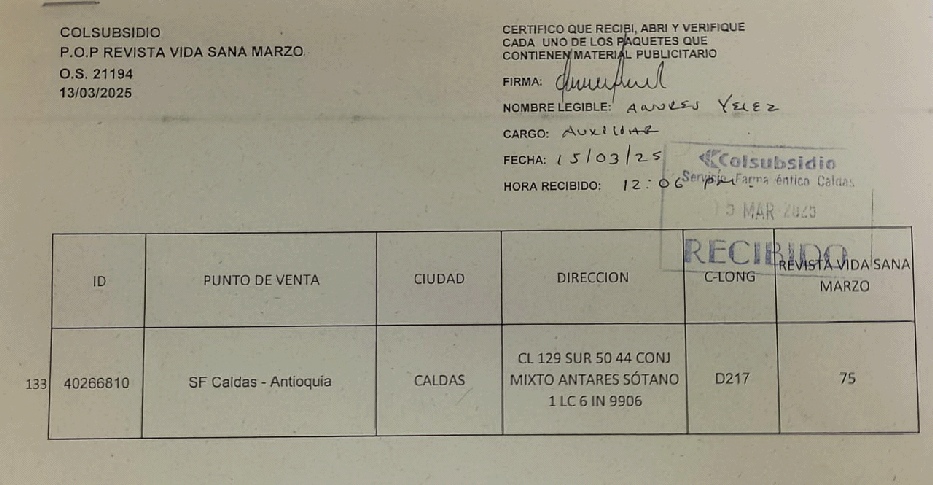 COLSUBSIDIO
P.O.P REVISTA VIDA SANA MARZO
O.S. 21194
13/03/2025
CERTIFICO QUE RECIBI, ABRI Y VERIFIQUE
CADA UNO DE LOS PAQUETES QUE
CONTIENEN MATERIAL PUBLICITARIO
FIRMA:
NOMBRE LEGIBLE: ANDRES YELEZ
CARGO: AUXILIAR
FECHA: 15/03/25
HORA RECIBIDO: 12:06 PM.
Colsubsidio
Servicio Farma éntico Caldas
15 MAR 2025
RECIBIDO
ID PUNTO DE VENTA CIUDAD DIRECCION C-LONG REVISTA VIDA SANA
MARZO
133 40266810 SF Caldas - Antioquia CALDAS CL 129 SUR 50 44 CONJ
MIXTO ANTARES SÓTANO
1 LC 6 IN 9906
D217 75